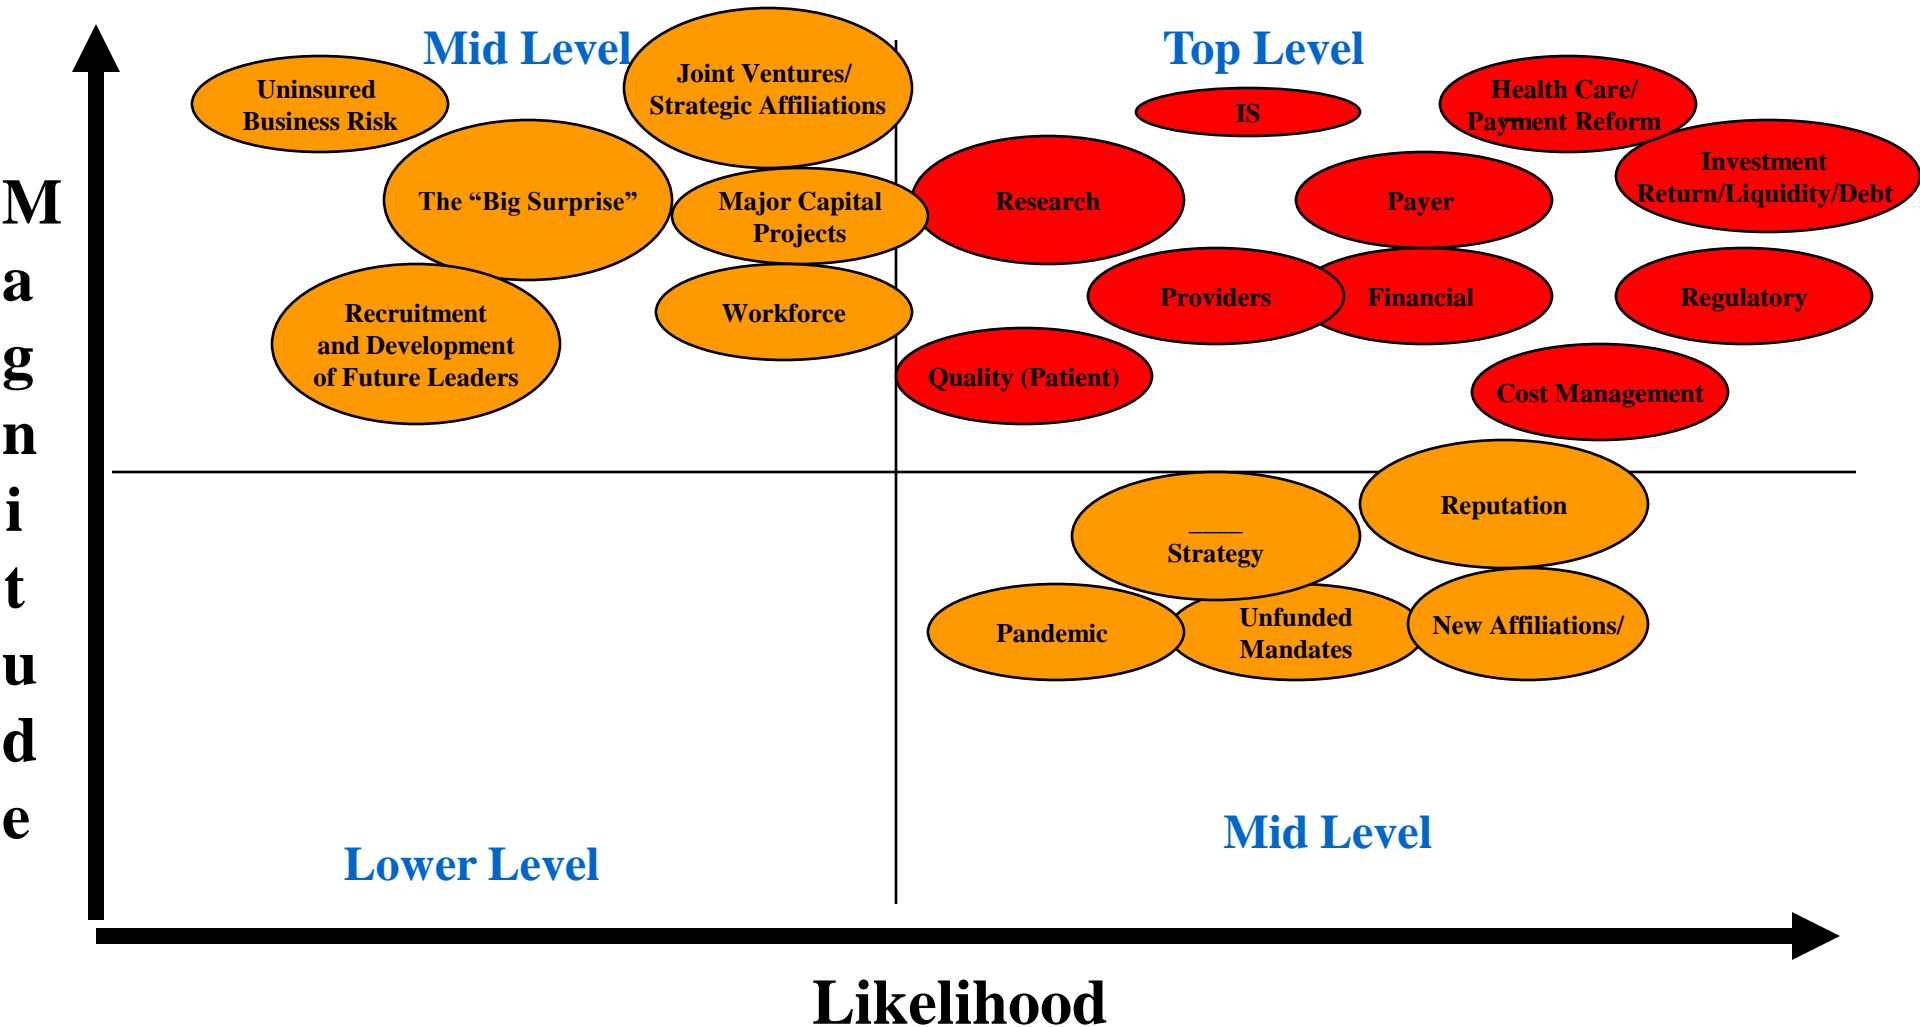 Mid Level
Top Level
Uninsured
Business Risk
Joint Ventures/
Strategic Affiliations
IS
Health Care/
Payment Reform
Investment
Return/Liquidity/Debt
The “Big Surprise”
Major Capital
Projects
Research
Payer
Recruitment
and Development
of Future Leaders
Workforce
Providers
Financial
Regulatory
Quality (Patient)
Cost Management
Reputation
____
Strategy
Pandemic
Unfunded
Mandates
New Affiliations/
Lower Level
Mid Level
Magnitude
Likelihood